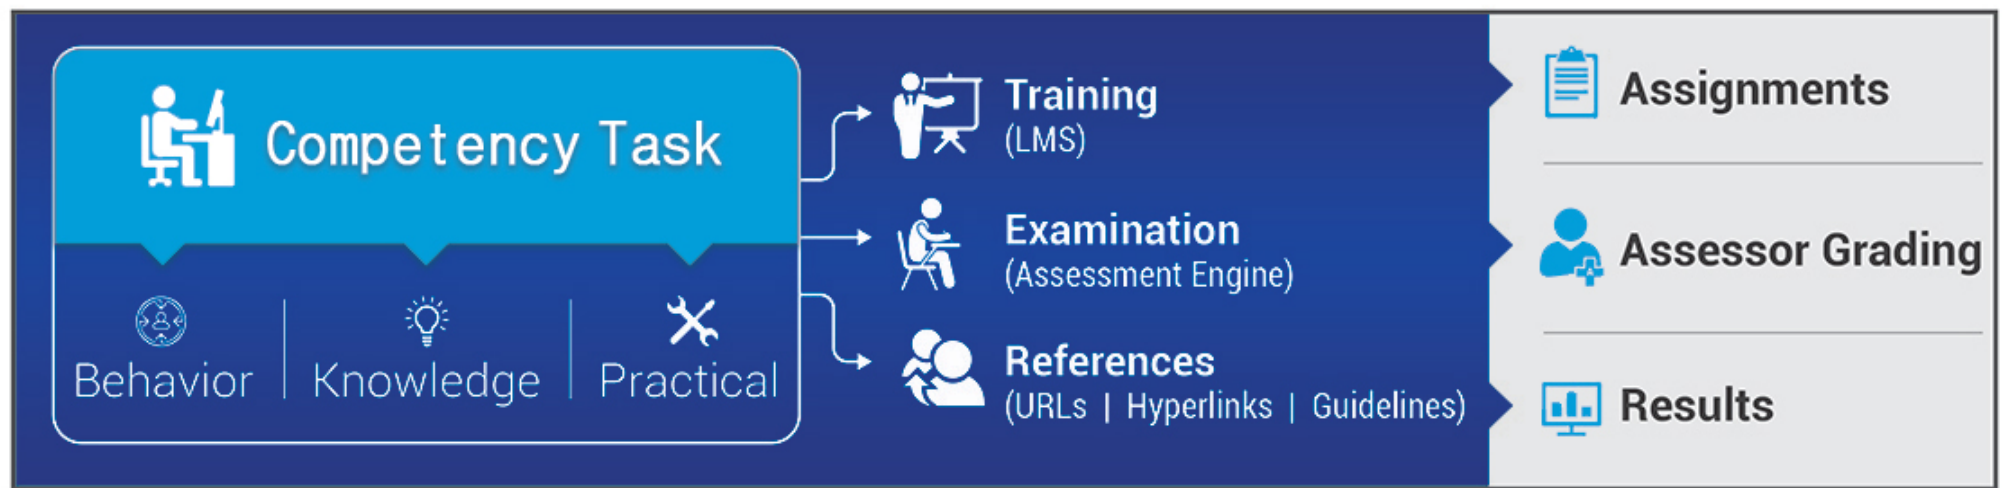 Competency Task
Behavior
Knowledge
Practical
Training
(LMS)
Examination
(Assessment Engine)
References
(URLs | Hyperlinks | Guidelines)
Assignments
Assessor Grading
Results